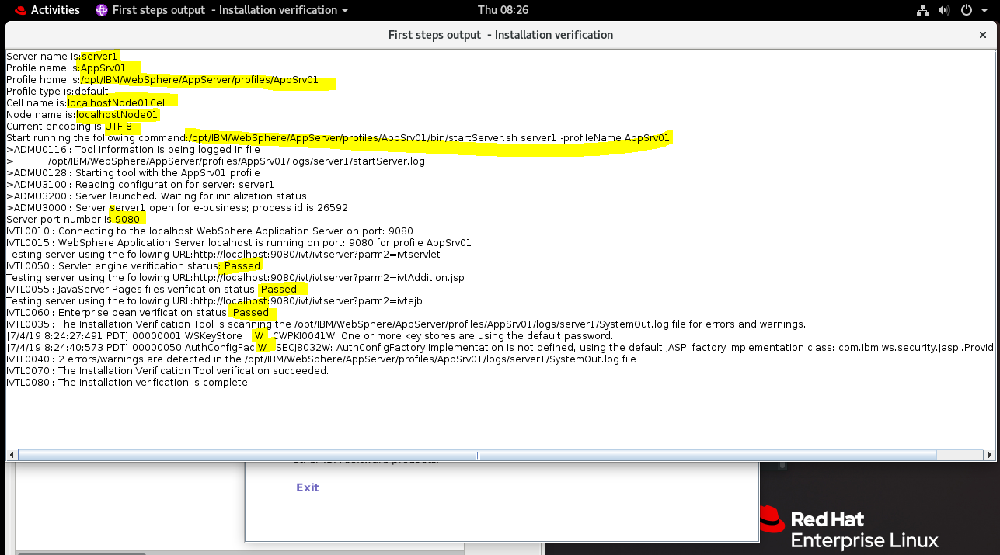 Activities First steps output - Installation verification Thu 08:26
First steps output - Installation verification
Server name is:server1
Profile name is:AppSrv01
Profile home is:/opt/IBM/WebSphere/AppServer/profiles/AppSrv01
Profile type is:default
Cell name is:localhostNode01Cell
Node name is:localhostNode01
Current encoding is:UTF-8
Start running the following command:/opt/IBM/WebSphere/AppServer/profiles/AppSrv01/bin/startServer.sh server1 -profileName AppSrv01
>ADMU0116I: Tool information is being logged in file
> /opt/IBM/WebSphere/AppServer/profiles/AppSrv01/logs/server1/startServer.log
>ADMU0128I: Starting tool with the AppSrv01 profile
>ADMU3100I: Reading configuration for server: server1
>ADMU3200I: Server launched. Waiting for initialization status.
>ADMU3000I: Server server1 open for e-business; process id is 26592
Server port number is:9080
IVTL0010I: Connecting to the localhost WebSphere Application Server on port: 9080
IVTL0015I: WebSphere Application Server localhost is running on port: 9080 for profile AppSrv01
Testing server using the following URL:http://localhost:9080/ivt/ivtserver?parm2=ivtservlet
IVTL0050I: Servlet engine verification status: Passed
Testing server using the following URL:http://localhost:9080/ivt/ivtserver?parm2=ivtAddition.jsp
IVTL0055I: JavaServer Pages files verification status: Passed
Testing server using the following URL:http://localhost:9080/ivt/ivtserver?parm2=ivtejb
IVTL0060I: Enterprise bean verification status: Passed
IVTL0035I: The Installation Verification Tool is scanning the /opt/IBM/WebSphere/AppServer/profiles/AppSrv01/logs/server1/SystemOut.log file for errors and warnings.
[7/4/19 8:24:27:491 PDT] 00000001 WSKeyStore W CWPKI0041W: One or more key stores are using the default password.
[7/4/19 8:24:40:573 PDT] 00000050 AuthConfigFac W SECJ8032W: AuthConfigFactory implementation is not defined, using the default JASPI factory implementation class: com.ibm.ws.security.jaspi.Provide
IVTL0040I: 2 errors/warnings are detected in the /opt/IBM/WebSphere/AppServer/profiles/AppSrv01/logs/server1/SystemOut.log file
IVTL0070I: The Installation Verification Tool verification succeeded.
IVTL0080I: The installation verification is complete.
Exit
Red Hat
Enterprise Linux